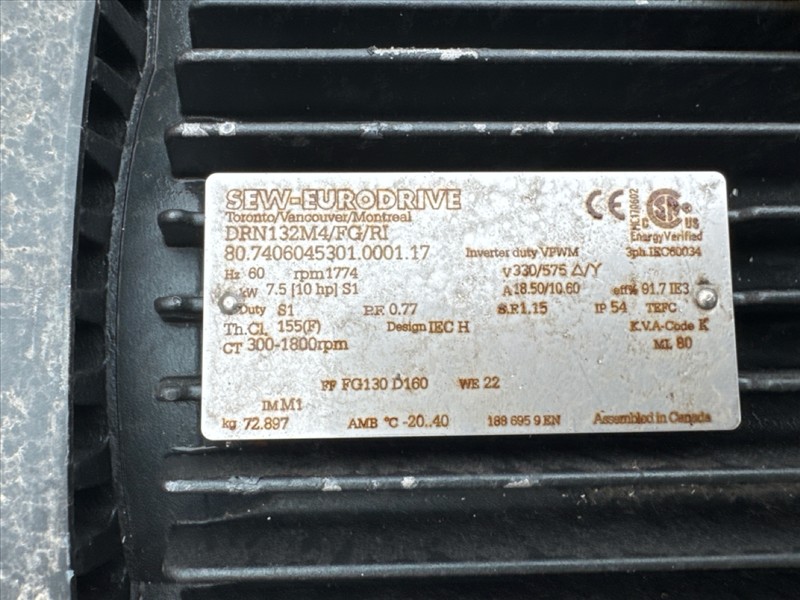 SEW-EURODRIVE
Toronto/Vancouver/Montreal
DRN132M4/FG/RI
80.7406045301.0001.17 Inverter duty VPWM 3ph.IEC60034
CE ME178602 C US EnergyVerified
Hz 60 rpm 1774 V 330/575 Δ/Y
kW 7.5 [10 hp] S1 A 18.50/10.60 eff% 91.7 IE3
Duty S1 P.F. 0.77 S.F.1.15 IP 54 TEFC
Th.Cl. 155(F) Design IEC H K.V.A-Code K
CT 300-1800rpm ML 80
FF FG130 D160 WE 22
IM M1
kg 72.897 AMB °C -20..40 188 695 9 EN Assembled in Canada